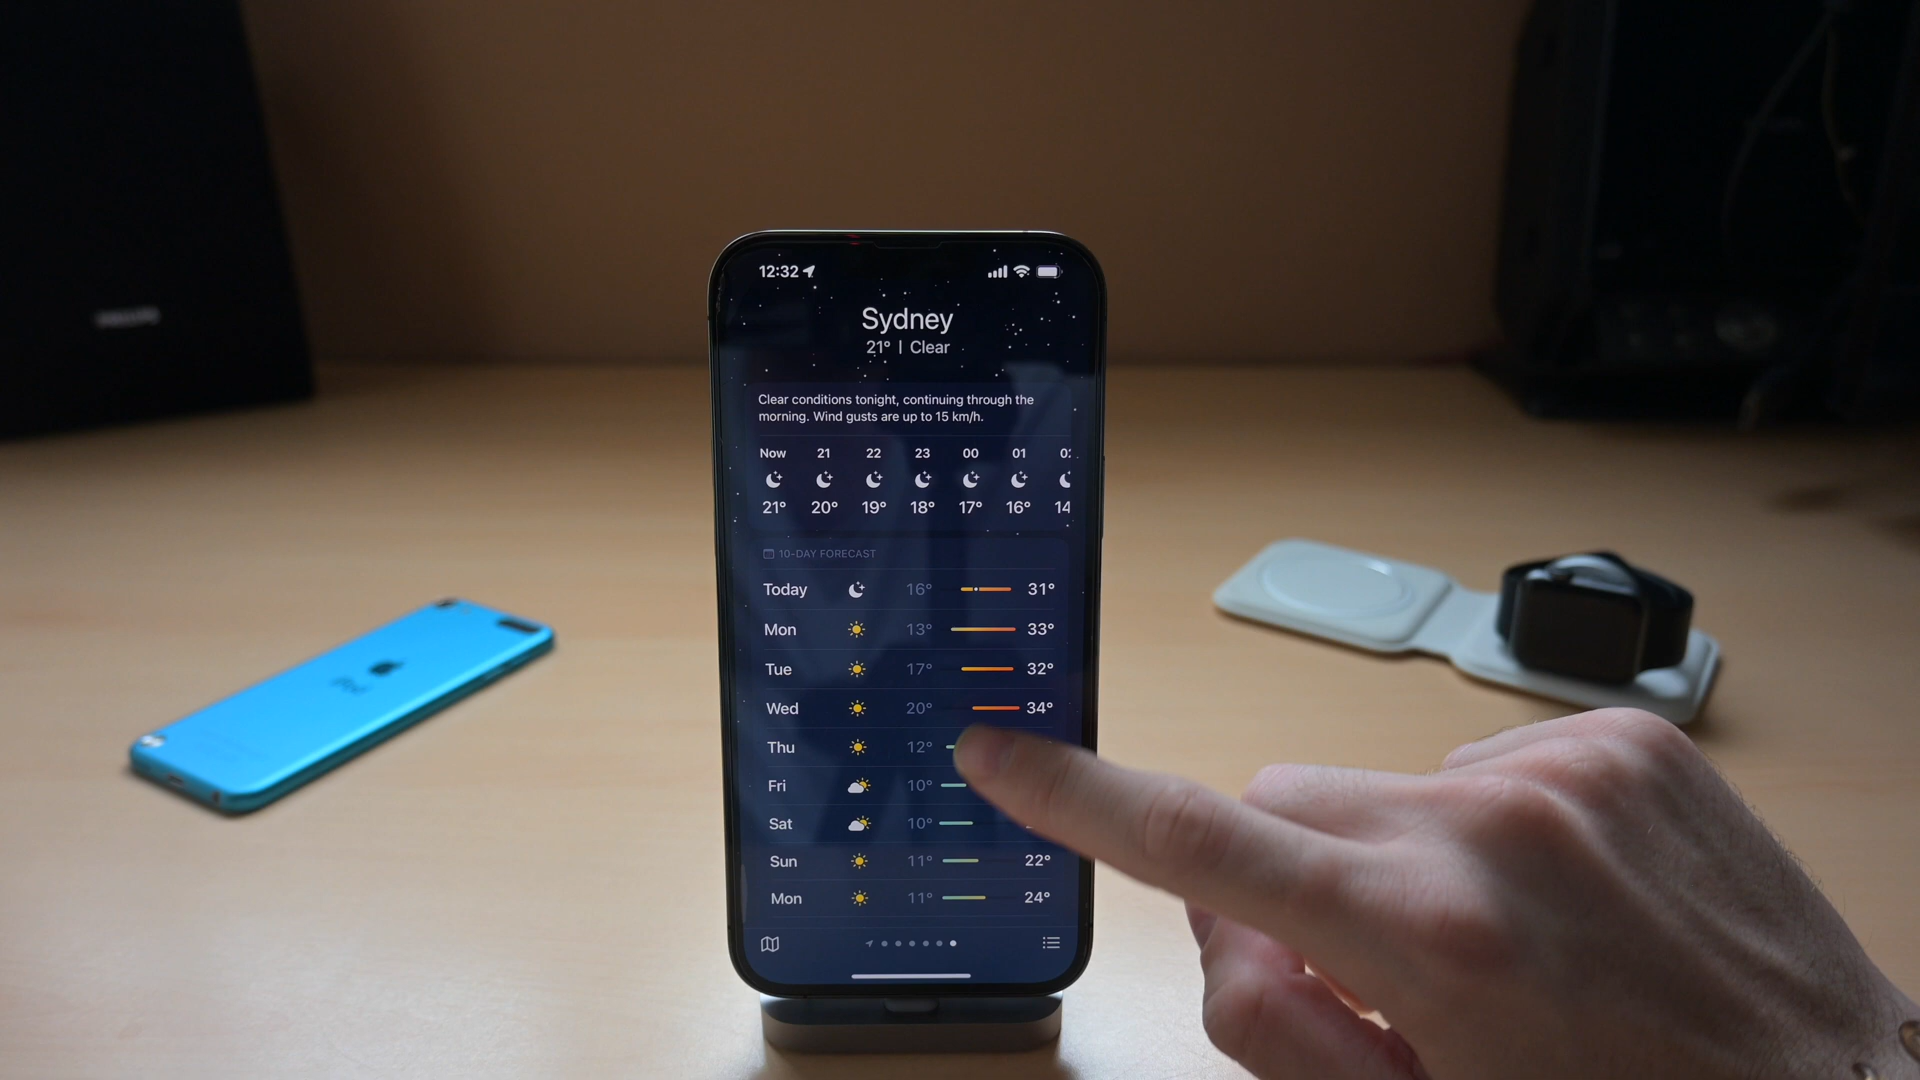 PHILIPS
12:32
Sydney
21° | Clear
Clear conditions tonight, continuing through the
morning. Wind gusts are up to 15 km/h.
Now 21 22 23 00 01
21° 20° 19° 18° 17° 16° 14
10-DAY FORECAST
Today 16° 31°
Mon 13° 33°
Tue 17° 32°
Wed 20° 34°
Thu 12°
Fri 10°
Sat 10°
Sun 11° 22°
Mon 11° 24°
iPod